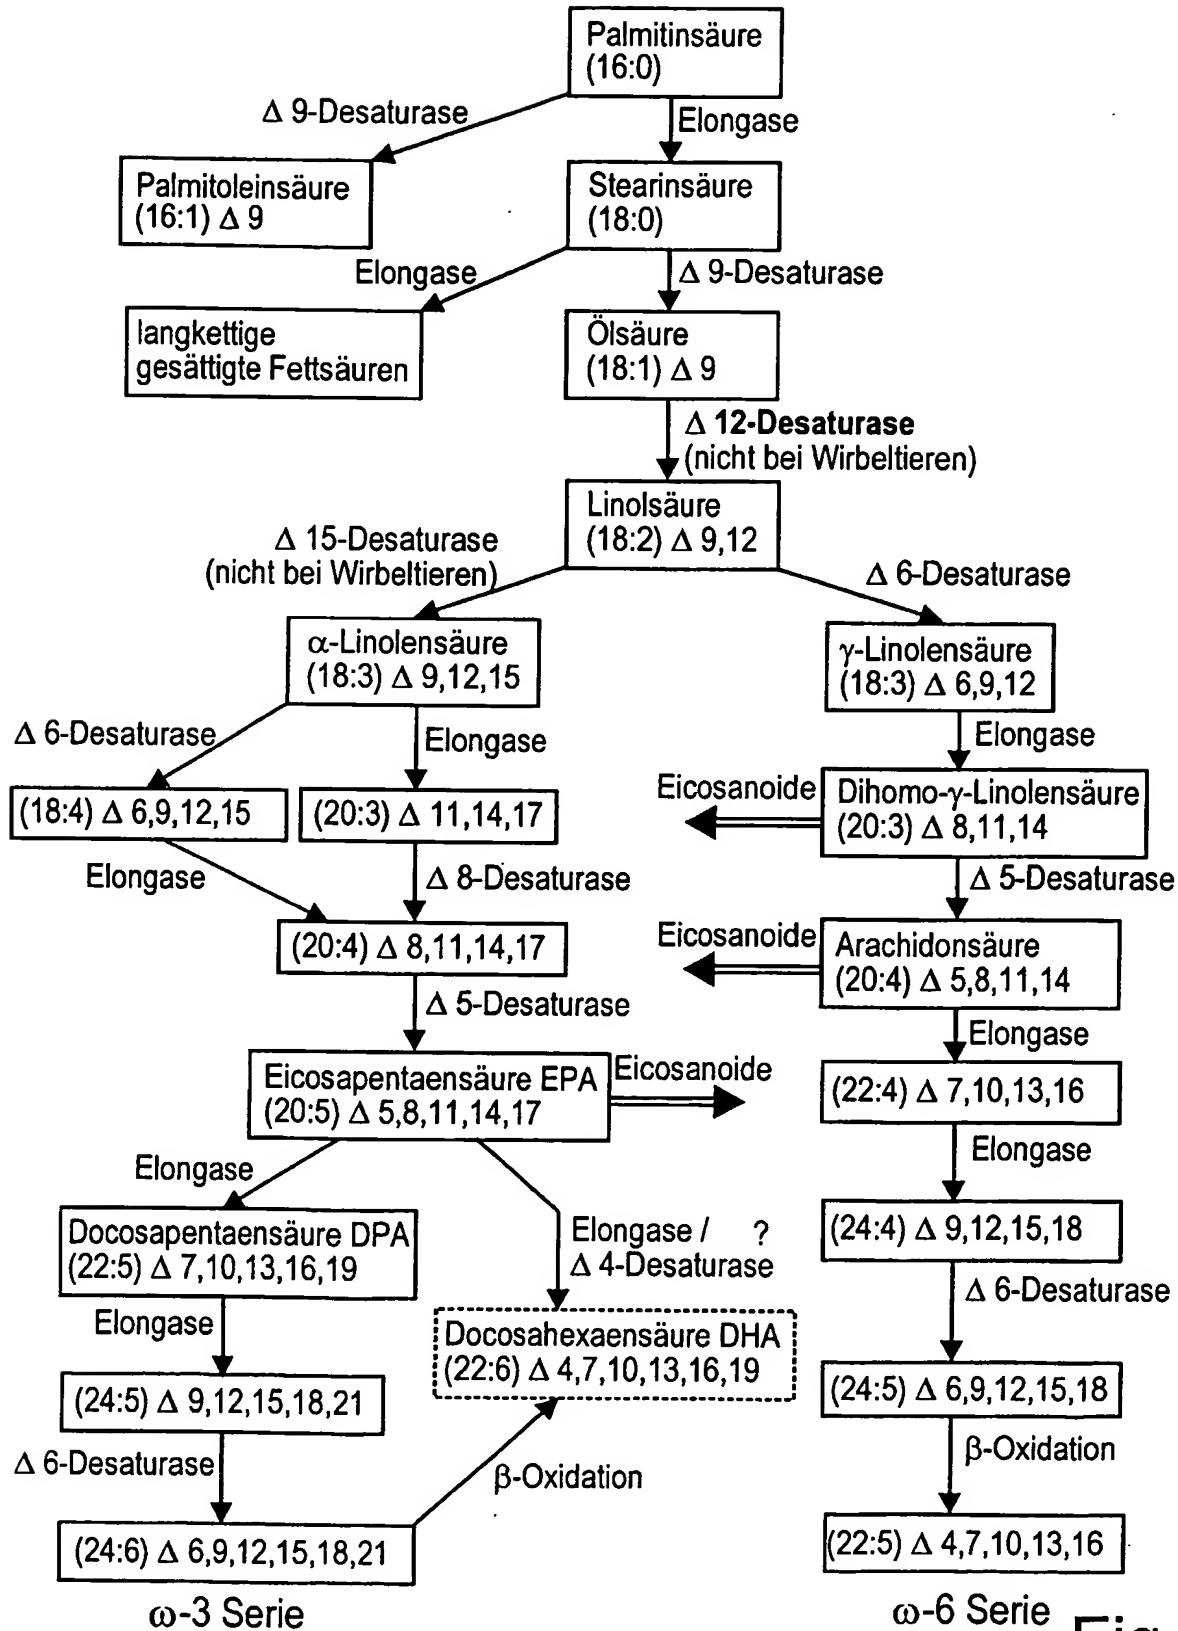 Palmitinsäure
(16:0)
Δ 9-Desaturase
Elongase
Palmitoleinsäure
(16:1) Δ 9
Stearinsäure
(18:0)
Elongase
Δ 9-Desaturase
langkettige
gesättigte Fettsäuren
Ölsäure
(18:1) Δ 9
Δ 12-Desaturase
(nicht bei Wirbeltieren)
Linolsäure
(18:2) Δ 9,12
Δ 15-Desaturase
(nicht bei Wirbeltieren)
Δ 6-Desaturase
α-Linolensäure
(18:3) Δ 9,12,15
γ-Linolensäure
(18:3) Δ 6,9,12
Δ 6-Desaturase
Elongase
Elongase
(18:4) Δ 6,9,12,15
(20:3) Δ 11,14,17
Eicosanoide
Dihomo-γ-Linolensäure
(20:3) Δ 8,11,14
Elongase
Δ 8-Desaturase
Δ 5-Desaturase
(20:4) Δ 8,11,14,17
Eicosanoide
Arachidonsäure
(20:4) Δ 5,8,11,14
Δ 5-Desaturase
Elongase
Eicosapentaensäure EPA
(20:5) Δ 5,8,11,14,17
Eicosanoide
(22:4) Δ 7,10,13,16
Elongase
Elongase
Docosapentaensäure DPA
(22:5) Δ 7,10,13,16,19
Elongase / ?
Δ 4-Desaturase
(24:4) Δ 9,12,15,18
Elongase
Δ 6-Desaturase
Docosahexaensäure DHA
(22:6) Δ 4,7,10,13,16,19
(24:5) Δ 9,12,15,18,21
(24:5) Δ 6,9,12,15,18
Δ 6-Desaturase
β-Oxidation
β-Oxidation
(24:6) Δ 6,9,12,15,18,21
(22:5) Δ 4,7,10,13,16
ω-3 Serie
ω-6 Serie